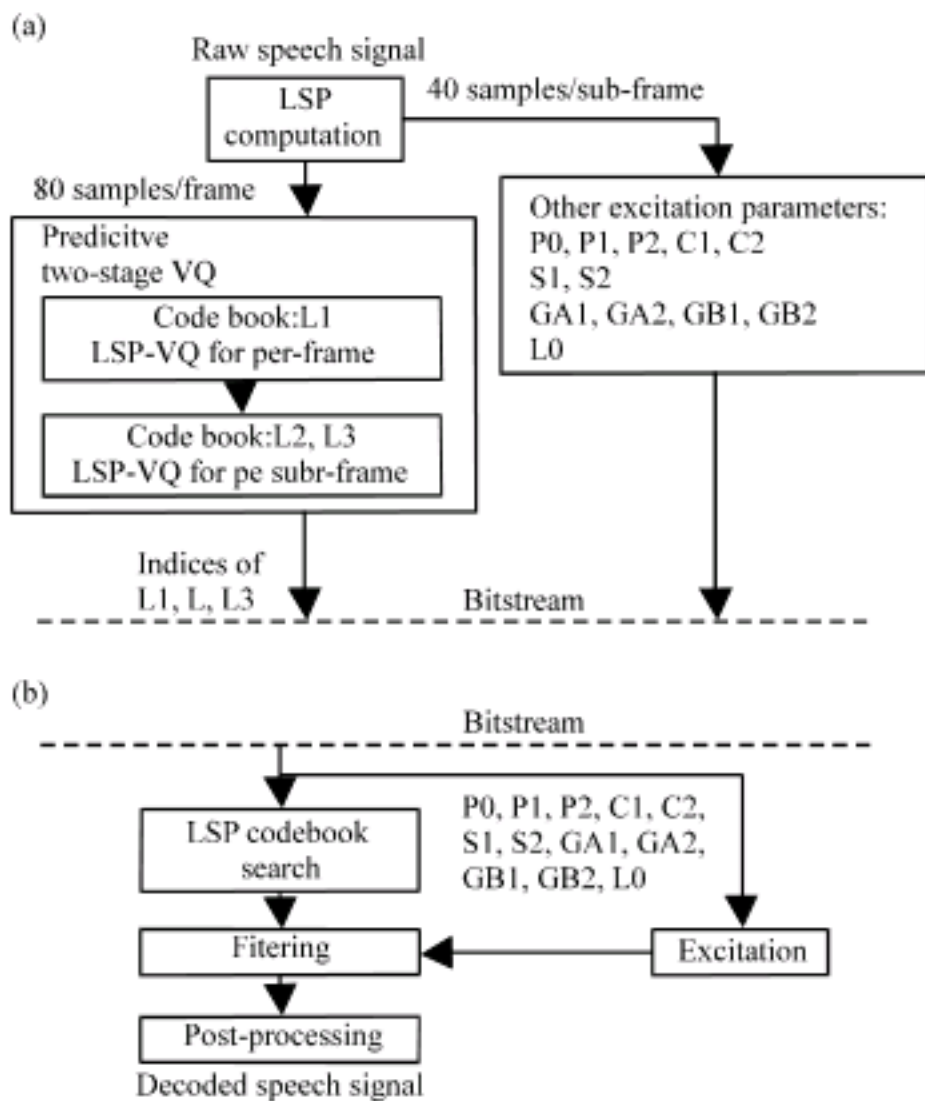 (a)
Raw speech signal
LSP
computation
40 samples/sub-frame
80 samples/frame
Predicitve
two-stage VQ
Code book:L1
LSP-VQ for per-frame
Code book:L2, L3
LSP-VQ for pe subr-frame
Other excitation parameters:
P0, P1, P2, C1, C2
S1, S2
GA1, GA2, GB1, GB2
L0
Indices of
L1, L, L3
Bitstream
(b)
Bitstream
LSP codebook
search
P0, P1, P2, C1, C2,
S1, S2, GA1, GA2,
GB1, GB2, L0
Fitering
Excitation
Post-processing
Decoded speech signal